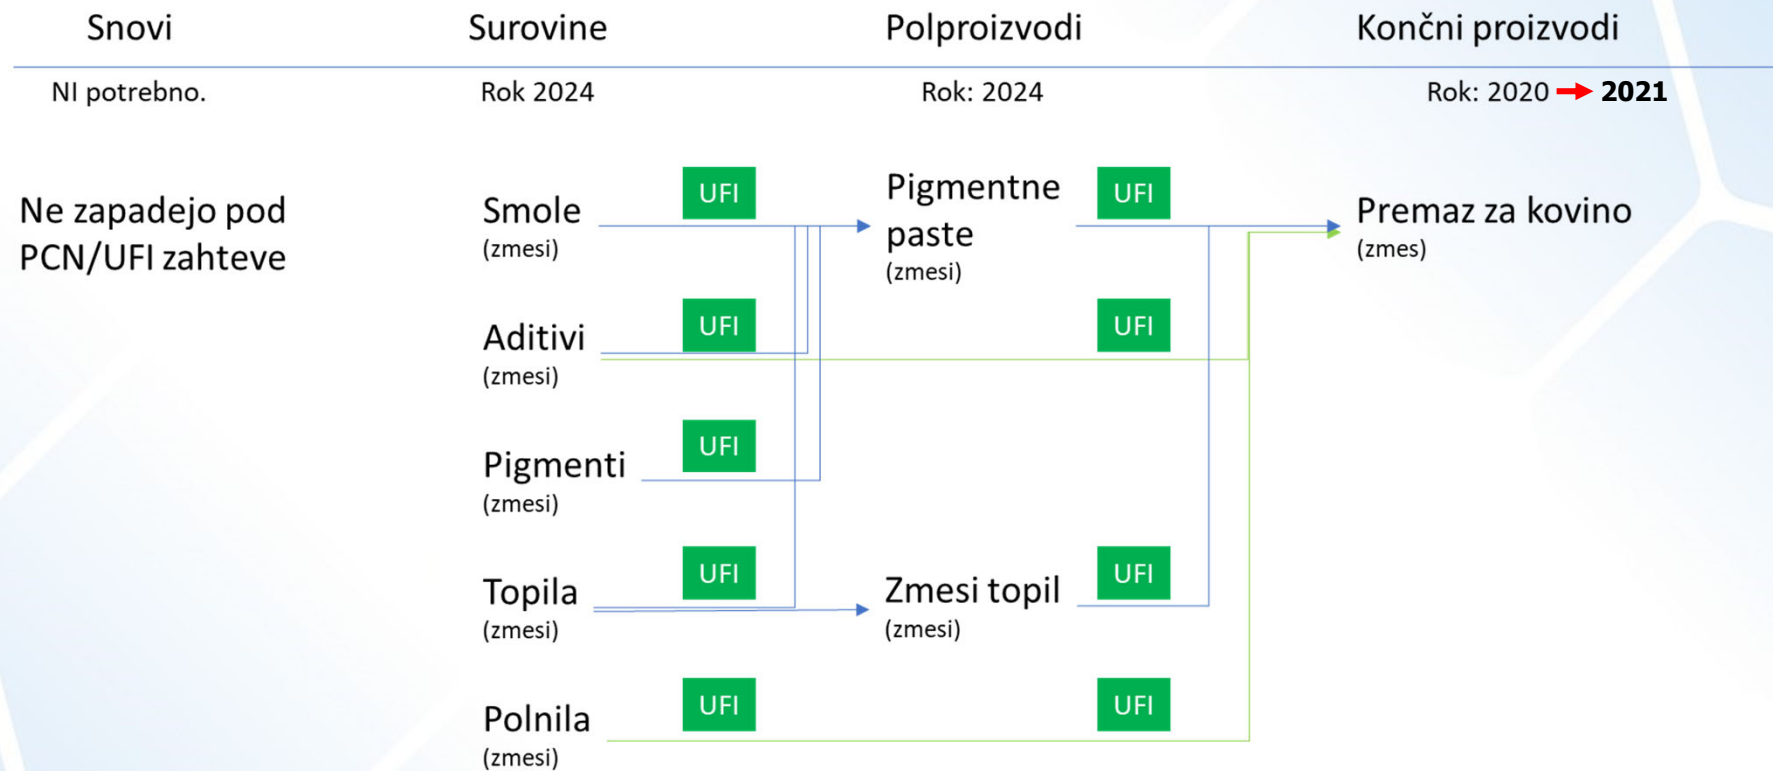 Snovi
Surovine
Polproizvodi
Končni proizvodi
NI potrebno.
Rok 2024
Rok: 2024
Rok: 2020 2021
Ne zapadejo pod
PCN/UFI zahteve
Smole
(zmesi)
UFI
Pigmentne
paste
(zmesi)
UFI
Premaz za kovino
(zmes)
Aditivi
(zmesi)
UFI
UFI
Pigmenti
(zmesi)
UFI
Topila
(zmesi)
UFI
Zmesi topil
(zmesi)
UFI
Polnila
(zmesi)
UFI
UFI